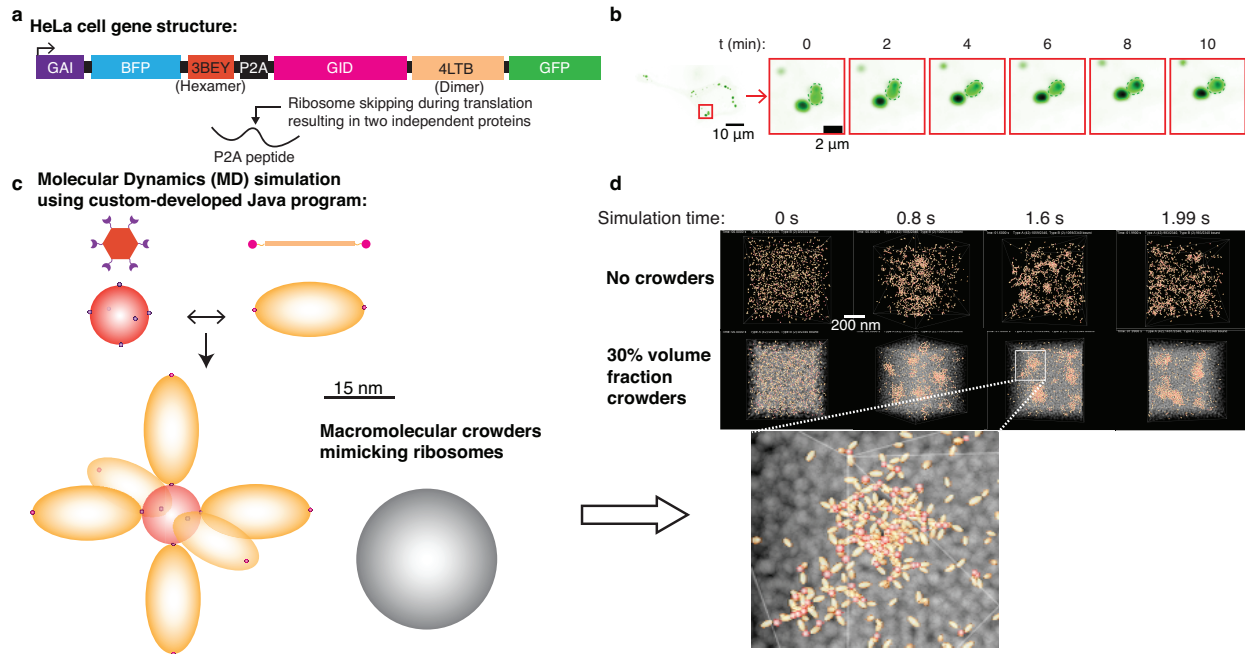 a
HeLa cell gene structure:
GAI BFP 3BEY P2A GID 4LTB GFP
(Hexamer) (Dimer)
Ribosome skipping during translation
resulting in two independent proteins
P2A peptide
b
t (min): 0 2 4 6 8 10
10 µm
2 µm
c
Molecular Dynamics (MD) simulation
using custom-developed Java program:
15 nm
Macromolecular crowders
mimicking ribosomes
d
Simulation time: 0 s 0.8 s 1.6 s 1.99 s
No crowders
200 nm
30% volume
fraction
crowders